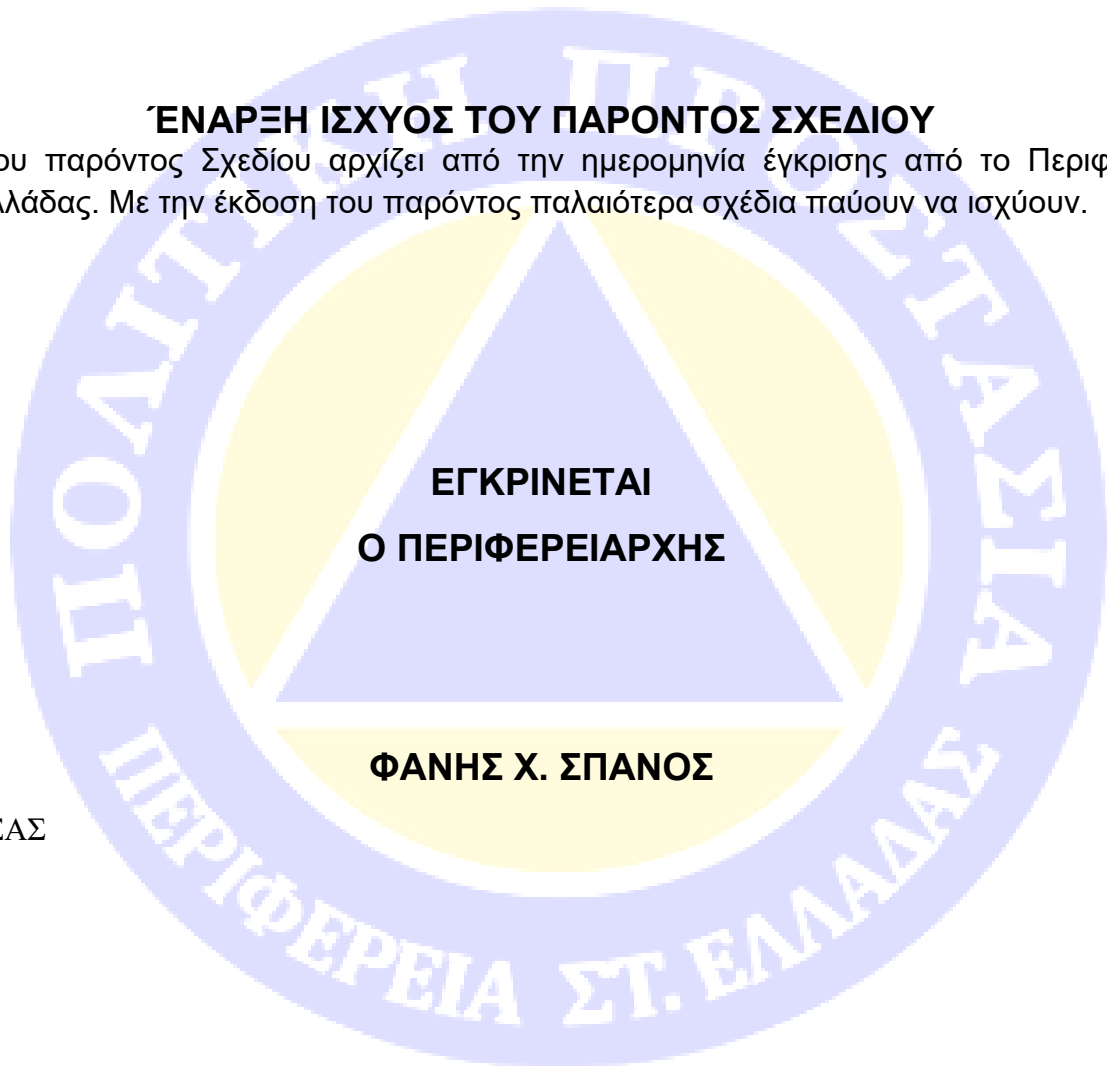 ΈΝΑΡΞΗ ΙΣΧΥΟΣ ΤΟΥ ΠΑΡΟΝΤΟΣ ΣΧΕΔΙΟΥ
ου παρόντος Σχεδίου αρχίζει από την ημερομηνία έγκρισης από το Περιφ
λλάδας. Με την έκδοση του παρόντος παλαιότερα σχέδια παύουν να ισχύουν.
ΠΟΛΙΤΙΚΗ ΠΡΟΣΤΑΣΙΑ
ΕΓΚΡΙΝΕΤΑΙ
Ο ΠΕΡΙΦΕΡΕΙΑΡΧΗΣ
ΦΑΝΗΣ Χ. ΣΠΑΝΟΣ
ΣΑΣ
ΠΕΡΙΦΕΡΕΙΑ ΣΤ. ΕΛΛΑΔΑΣ